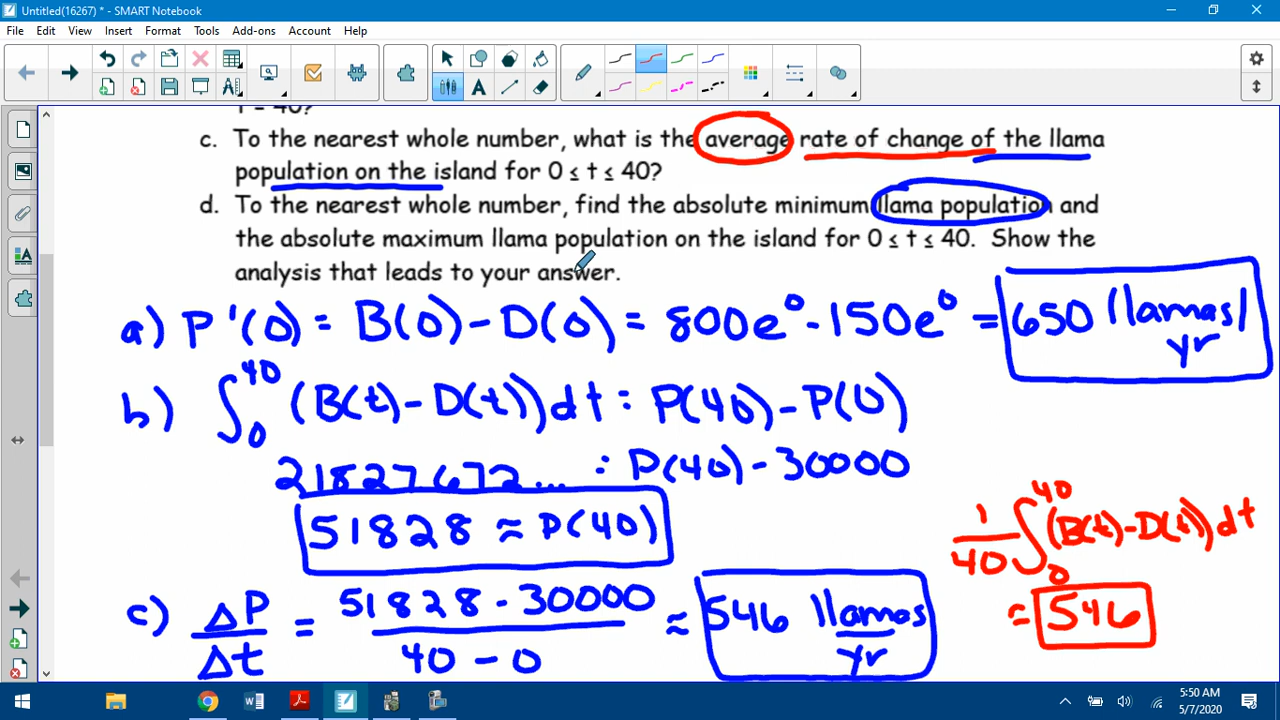 Untitled(16267) * - SMART Notebook
File Edit View Insert Format Tools Add-ons Account Help
c. To the nearest whole number, what is the average rate of change of the llama
population on the island for 0 ≤ t ≤ 40?
d. To the nearest whole number, find the absolute minimum llama population and
the absolute maximum llama population on the island for 0 ≤ t ≤ 40. Show the
analysis that leads to your answer.
a) P'(0) = B(0) - D(0) = 800e⁰ - 150e⁰ = 650 llamas/
yr
b) ∫₀⁴⁰ (B(t) - D(t)) dt = P(40) - P(0)
21827.672... = P(40) - 30000
51828 ≈ P(40)
1/40 ∫₀⁴⁰ (B(t) - D(t)) dt
= 546
c) ΔP/Δt = (51828 - 30000)/(40 - 0) ≈ 546 llamas/yr
5:50 AM
5/7/2020